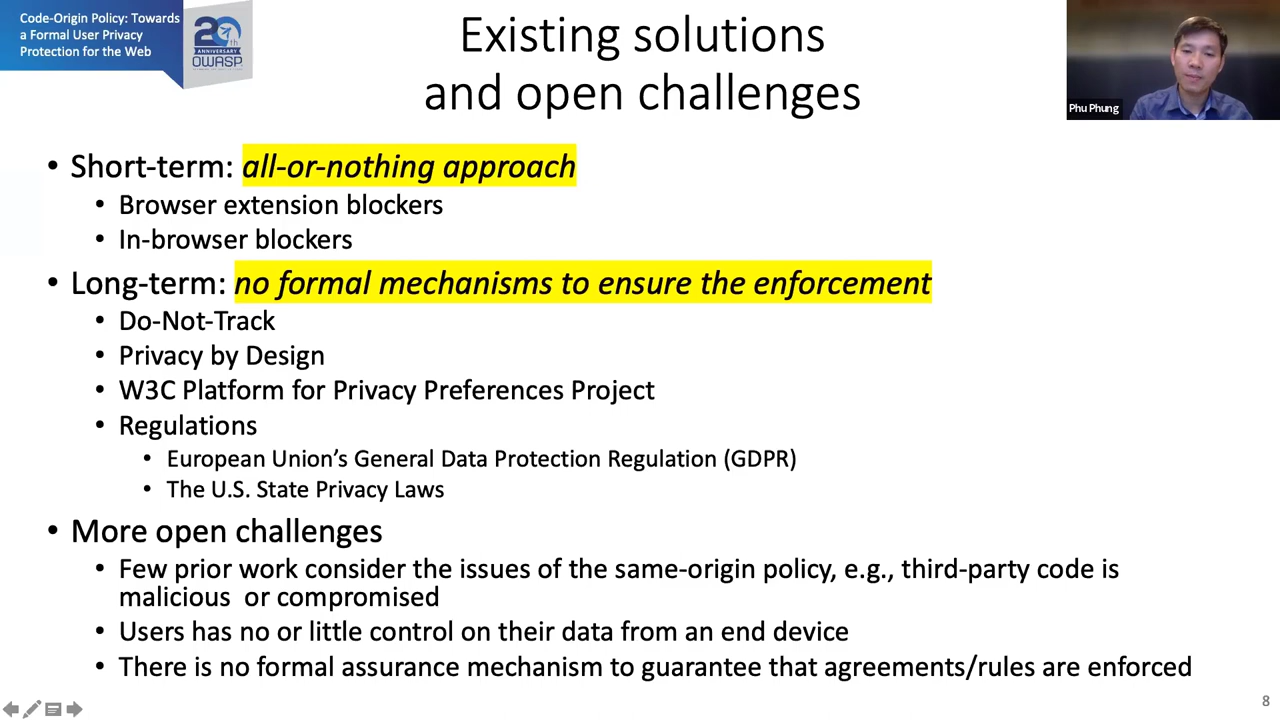 Code-Origin Policy: Towards
a Formal User Privacy
Protection for the Web
20th
ANNIVERSARY
OWASP
Existing solutions
and open challenges
Phu Phung
• Short-term: all-or-nothing approach
• Browser extension blockers
• In-browser blockers
• Long-term: no formal mechanisms to ensure the enforcement
• Do-Not-Track
• Privacy by Design
• W3C Platform for Privacy Preferences Project
• Regulations
• European Union’s General Data Protection Regulation (GDPR)
• The U.S. State Privacy Laws
• More open challenges
• Few prior work consider the issues of the same-origin policy, e.g., third-party code is
malicious or compromised
• Users has no or little control on their data from an end device
• There is no formal assurance mechanism to guarantee that agreements/rules are enforced
8